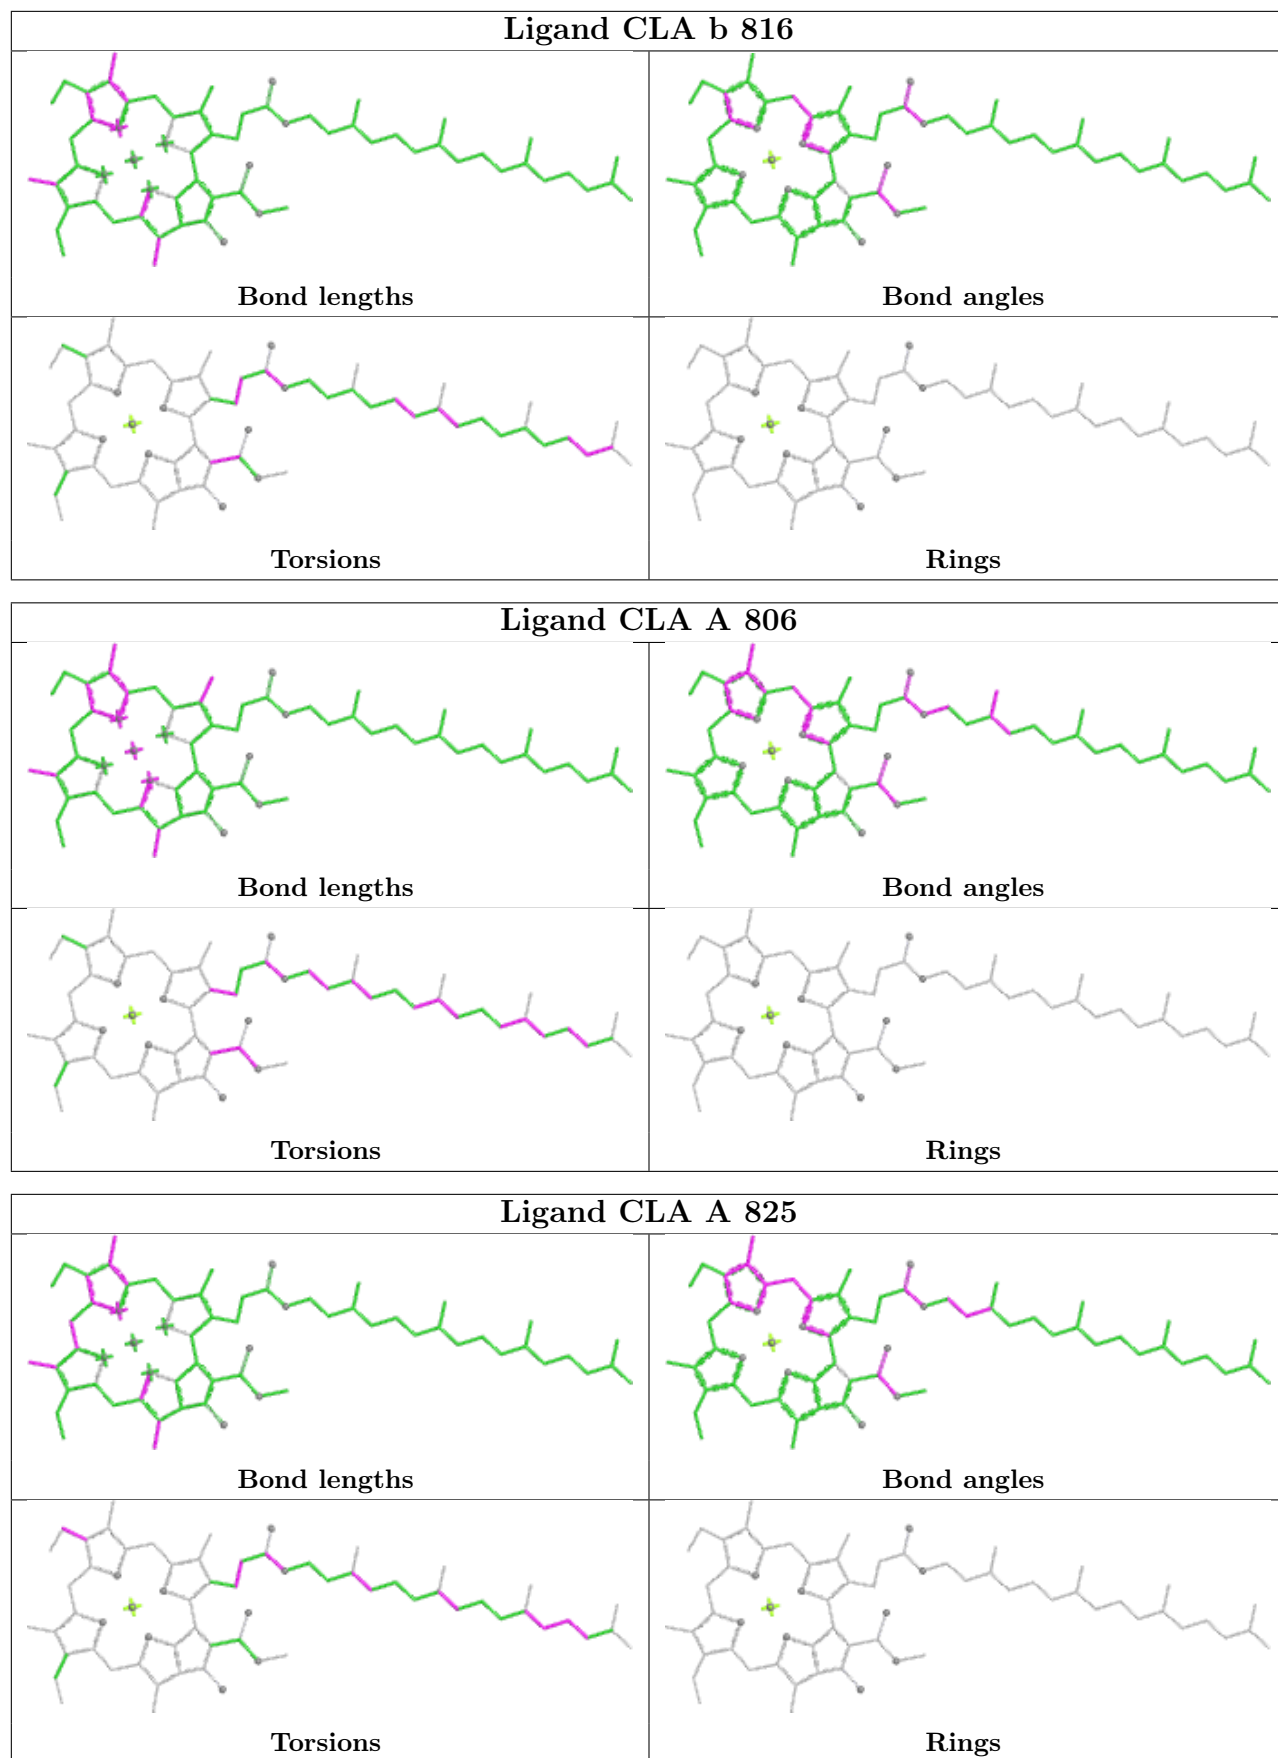 Ligand CLA b 816
Bond lengths
Bond angles
Torsions
Rings
Ligand CLA A 806
Bond lengths
Bond angles
Torsions
Rings
Ligand CLA A 825
Bond lengths
Bond angles
Torsions
Rings